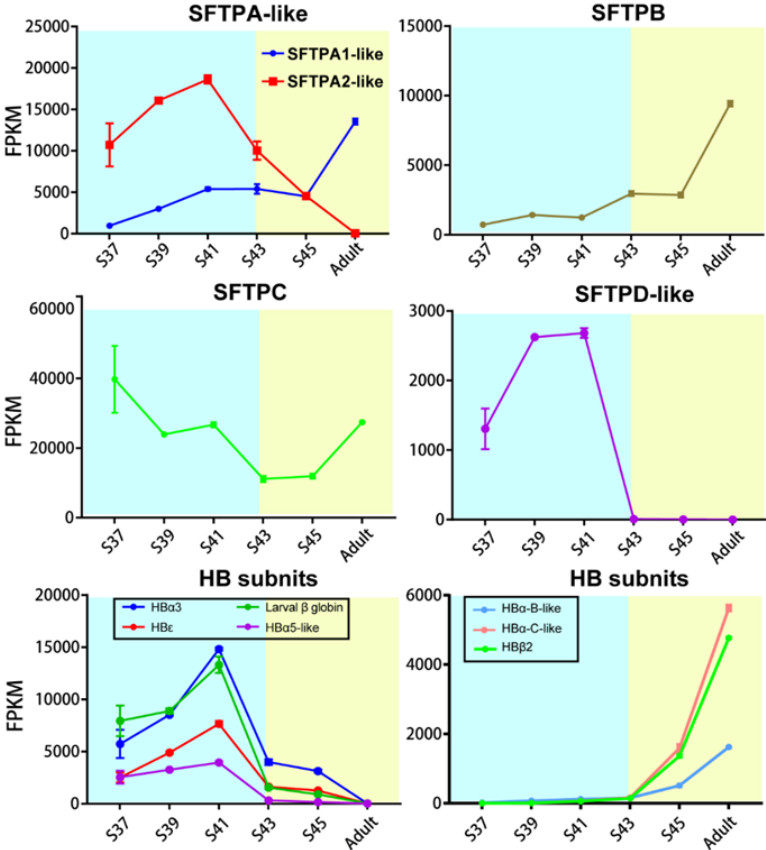 SFTPA-like
SFTPB
25000
20000
15000
10000
5000
0
FPKM
SFTPA1-like
SFTPA2-like
S37
S39
S41
S43
S45
Adult
15000
10000
5000
0
S37
S39
S41
S43
S45
Adult
SFTPC
SFTPD-like
60000
40000
20000
0
FPKM
S37
S39
S41
S43
S45
Adult
3000
2000
1000
0
S37
S39
S41
S43
S45
Adult
HB subnits
HB subnits
20000
15000
10000
5000
0
FPKM
HBα3
Larval β globin
HBε
HBα5-like
S37
S39
S41
S43
S45
Adult
6000
4000
2000
0
HBα-B-like
HBα-C-like
HBβ2
S37
S39
S41
S43
S45
Adult